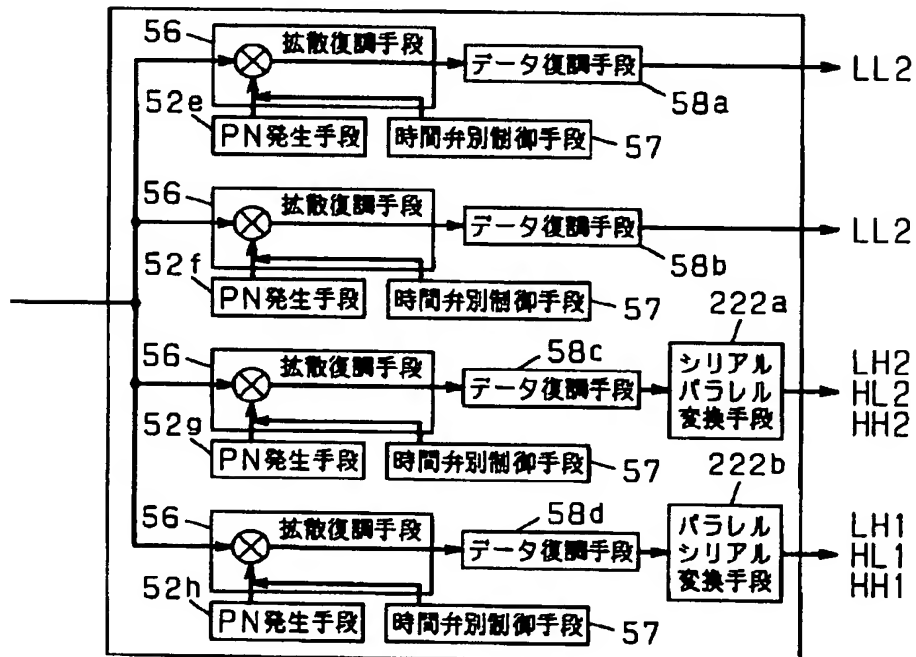 56
拡散復調手段
データ復調手段
LL2
58a
52e
PN発生手段
時間弁別制御手段
57
56
拡散復調手段
データ復調手段
LL2
58b
52f
PN発生手段
時間弁別制御手段
57
222a
56
拡散復調手段
58c
データ復調手段
シリアル
パラレル
変換手段
LH2
HL2
HH2
52g
PN発生手段
時間弁別制御手段
57
222b
56
拡散復調手段
58d
データ復調手段
パラレル
シリアル
変換手段
LH1
HL1
HH1
52h
PN発生手段
時間弁別制御手段
57